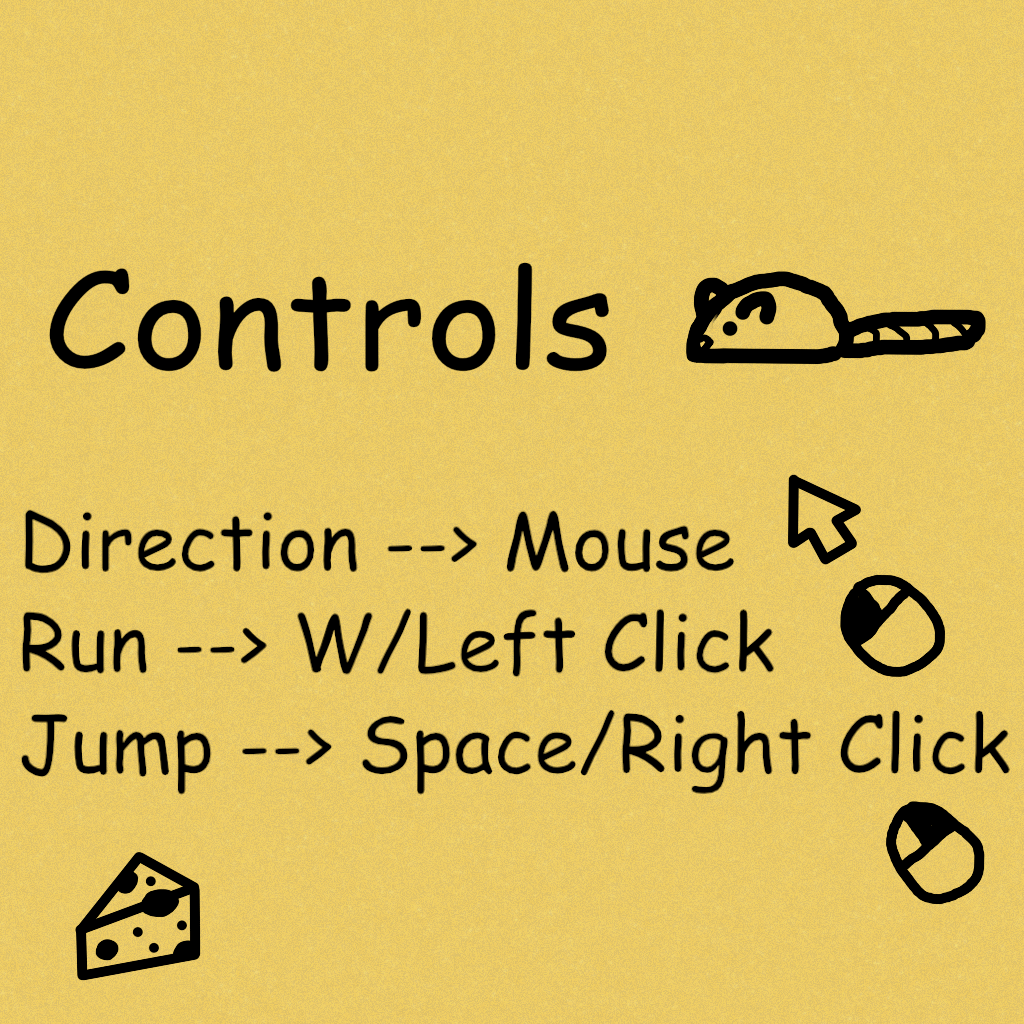 Controls
Direction --> Mouse
Run --> W/Left Click
Jump --> Space/Right Click